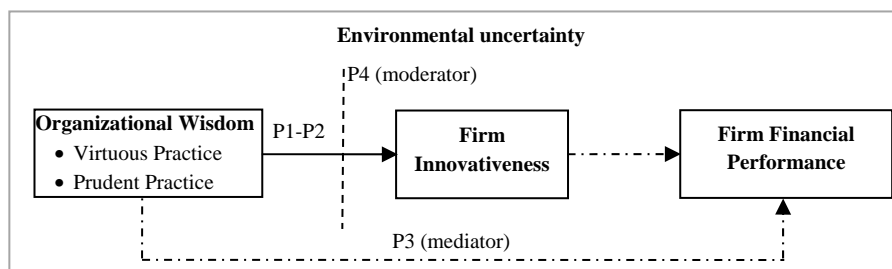 Environmental uncertainty
P4 (moderator)
Organizational Wisdom
• Virtuous Practice
• Prudent Practice
P1-P2
Firm
Innovativeness
Firm Financial
Performance
P3 (mediator)